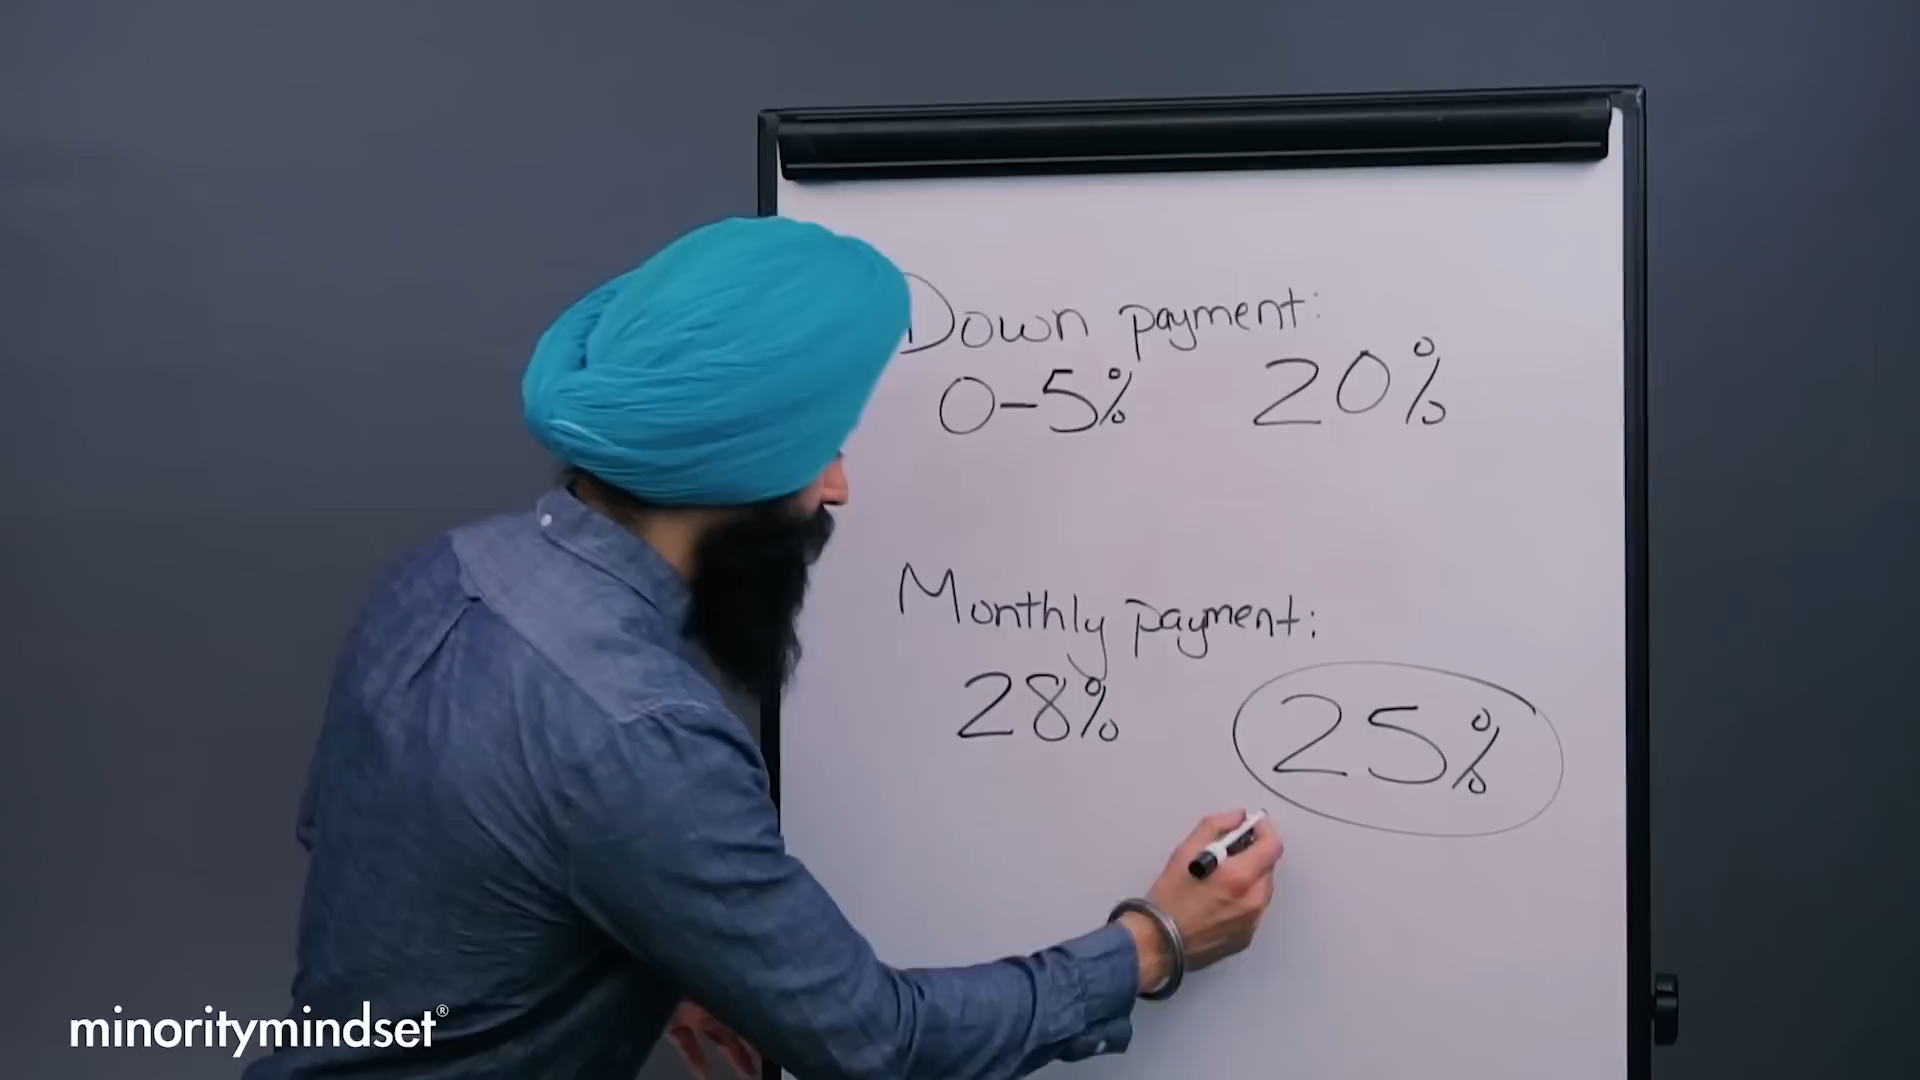 Down payment:
0-5% 20%
Monthly payment:
28% 25%
minoritymindset®